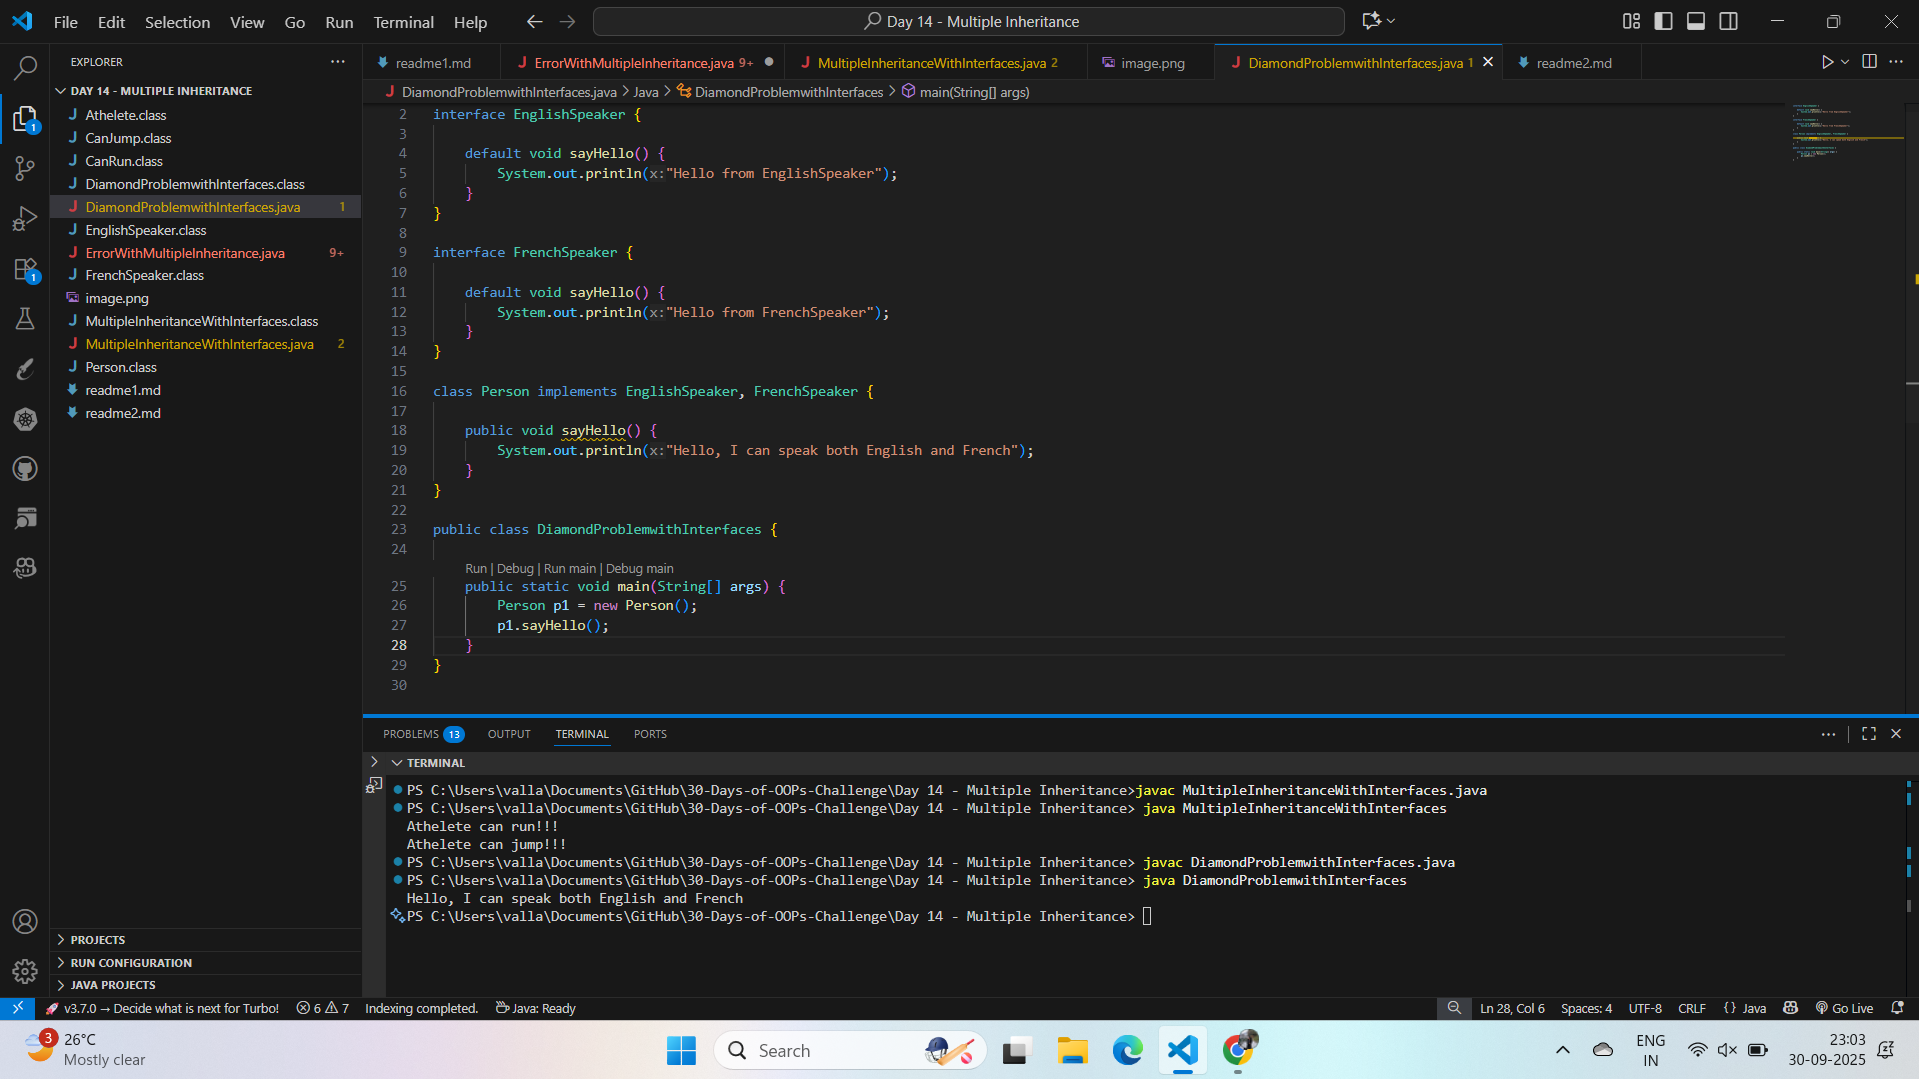 File Edit Selection View Go Run Terminal Help
Day 14 - Multiple Inheritance
EXPLORER
DAY 14 - MULTIPLE INHERITANCE
Athelete.class
CanJump.class
CanRun.class
DiamondProblemwithInterfaces.class
DiamondProblemwithInterfaces.java 1
EnglishSpeaker.class
ErrorWithMultipleInheritance.java 9+
FrenchSpeaker.class
image.png
MultipleInheritanceWithInterfaces.class
MultipleInheritanceWithInterfaces.java 2
Person.class
readme1.md
readme2.md
PROJECTS
RUN CONFIGURATION
JAVA PROJECTS
1
1
readme1.md ErrorWithMultipleInheritance.java 9+ MultipleInheritanceWithInterfaces.java 2 image.png DiamondProblemwithInterfaces.java 1 readme2.md
DiamondProblemwithInterfaces.java > Java > DiamondProblemwithInterfaces > main(String[] args)
2 interface EnglishSpeaker {
3
4 default void sayHello() {
5 System.out.println(x:"Hello from EnglishSpeaker");
6 }
7 }
8
9 interface FrenchSpeaker {
10
11 default void sayHello() {
12 System.out.println(x:"Hello from FrenchSpeaker");
13 }
14 }
15
16 class Person implements EnglishSpeaker, FrenchSpeaker {
17
18 public void sayHello() {
19 System.out.println(x:"Hello, I can speak both English and French");
20 }
21 }
22
23 public class DiamondProblemwithInterfaces {
24
Run | Debug | Run main | Debug main
25 public static void main(String[] args) {
26 Person p1 = new Person();
27 p1.sayHello();
28 }
29 }
30
PROBLEMS 13 OUTPUT TERMINAL PORTS
TERMINAL
PS C:\Users\valla\Documents\GitHub\30-Days-of-OOPs-Challenge\Day 14 - Multiple Inheritance>javac MultipleInheritanceWithInterfaces.java
PS C:\Users\valla\Documents\GitHub\30-Days-of-OOPs-Challenge\Day 14 - Multiple Inheritance> java MultipleInheritanceWithInterfaces
Athelete can run!!!
Athelete can jump!!!
PS C:\Users\valla\Documents\GitHub\30-Days-of-OOPs-Challenge\Day 14 - Multiple Inheritance> javac DiamondProblemwithInterfaces.java
PS C:\Users\valla\Documents\GitHub\30-Days-of-OOPs-Challenge\Day 14 - Multiple Inheritance> java DiamondProblemwithInterfaces
Hello, I can speak both English and French
PS C:\Users\valla\Documents\GitHub\30-Days-of-OOPs-Challenge\Day 14 - Multiple Inheritance>
v3.7.0 → Decide what is next for Turbo! 6 7 Indexing completed. Java: Ready Ln 28, Col 6 Spaces: 4 UTF-8 CRLF {} Java Go Live
3 26°C
Mostly clear
Search
ENG
IN
23:03
30-09-2025